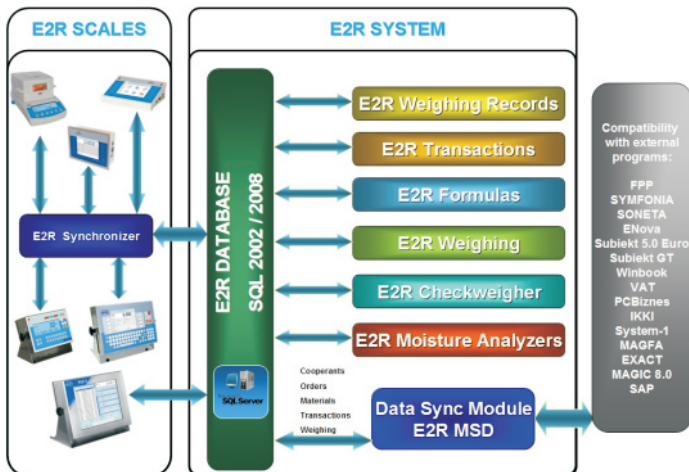 E2R SCALES
E2R SYSTEM
E2R Synchronizer
E2R DATABASE
SQL 2002 / 2008
SQL Server
E2R Weighing Records
E2R Transactions
E2R Formulas
E2R Weighing
E2R Checkweigher
E2R Moisture Analyzers
Cooperants
Orders
Materials
Transactions
Weighing
Data Sync Module
E2R MSD
Compatibility
with external
programs:
FPP
SYMFONIA
SONETA
ENova
Subiekt 5.0 Euro
Subiekt GT
Winbook
VAT
PCBiznes
IKKI
System-1
MAGFA
EXACT
MAGIC 8.0
SAP